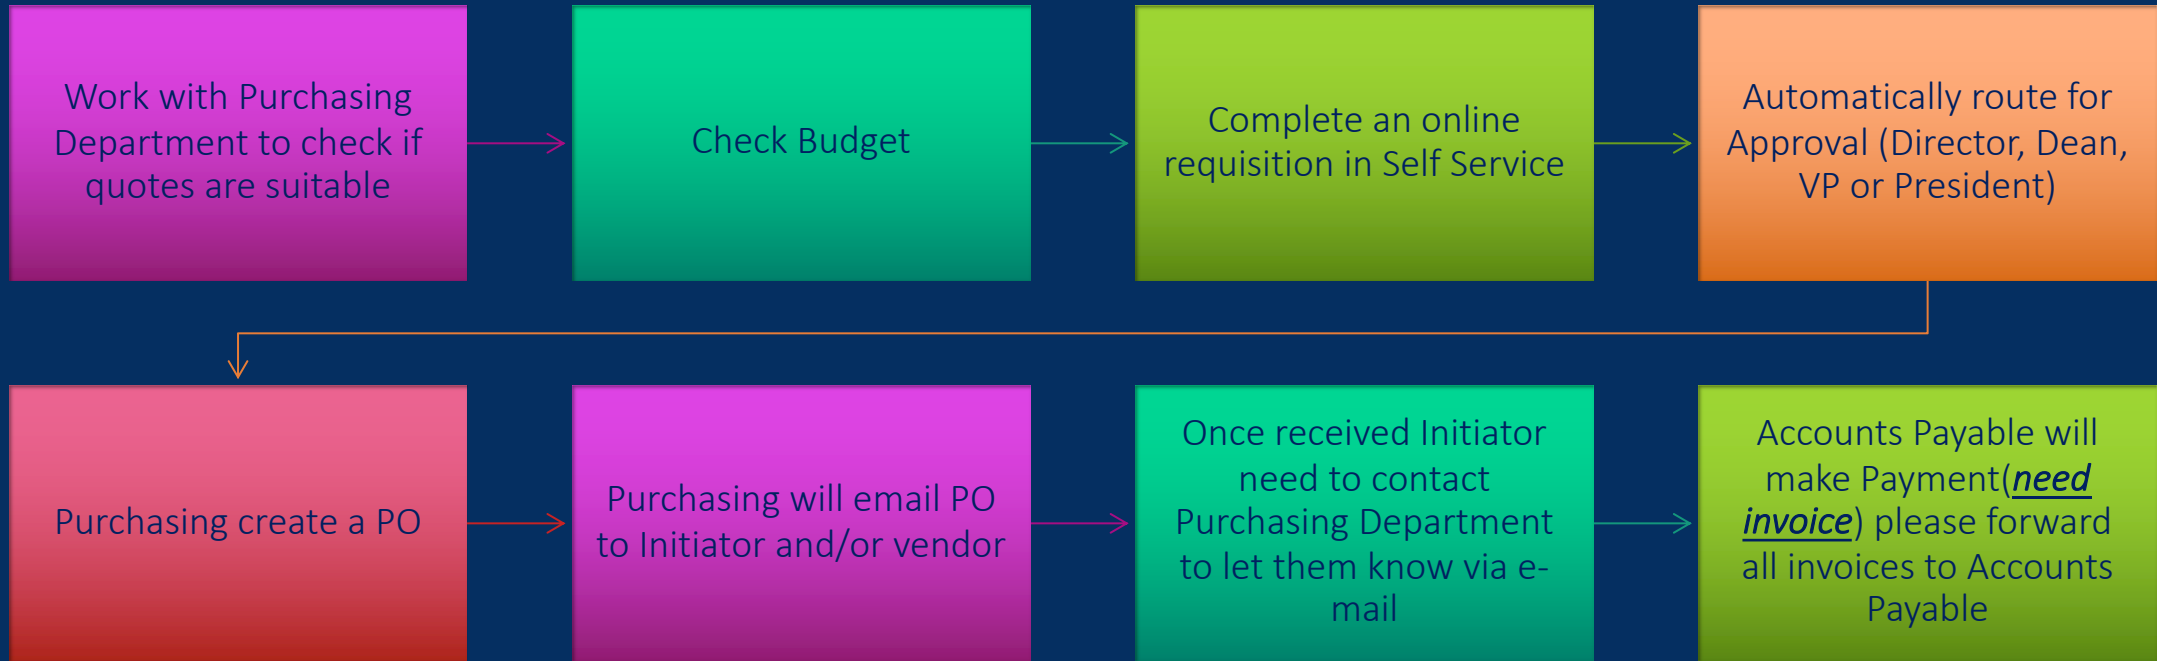 Work with Purchasing
Department to check if
quotes are suitable
Check Budget
Complete an online
requisition in Self Service
Automatically route for
Approval (Director, Dean,
VP or President)
Purchasing create a PO
Purchasing will email PO
to Initiator and/or vendor
Once received Initiator
need to contact
Purchasing Department
to let them know via e-
mail
Accounts Payable will
make Payment(need
invoice) please forward
all invoices to Accounts
Payable